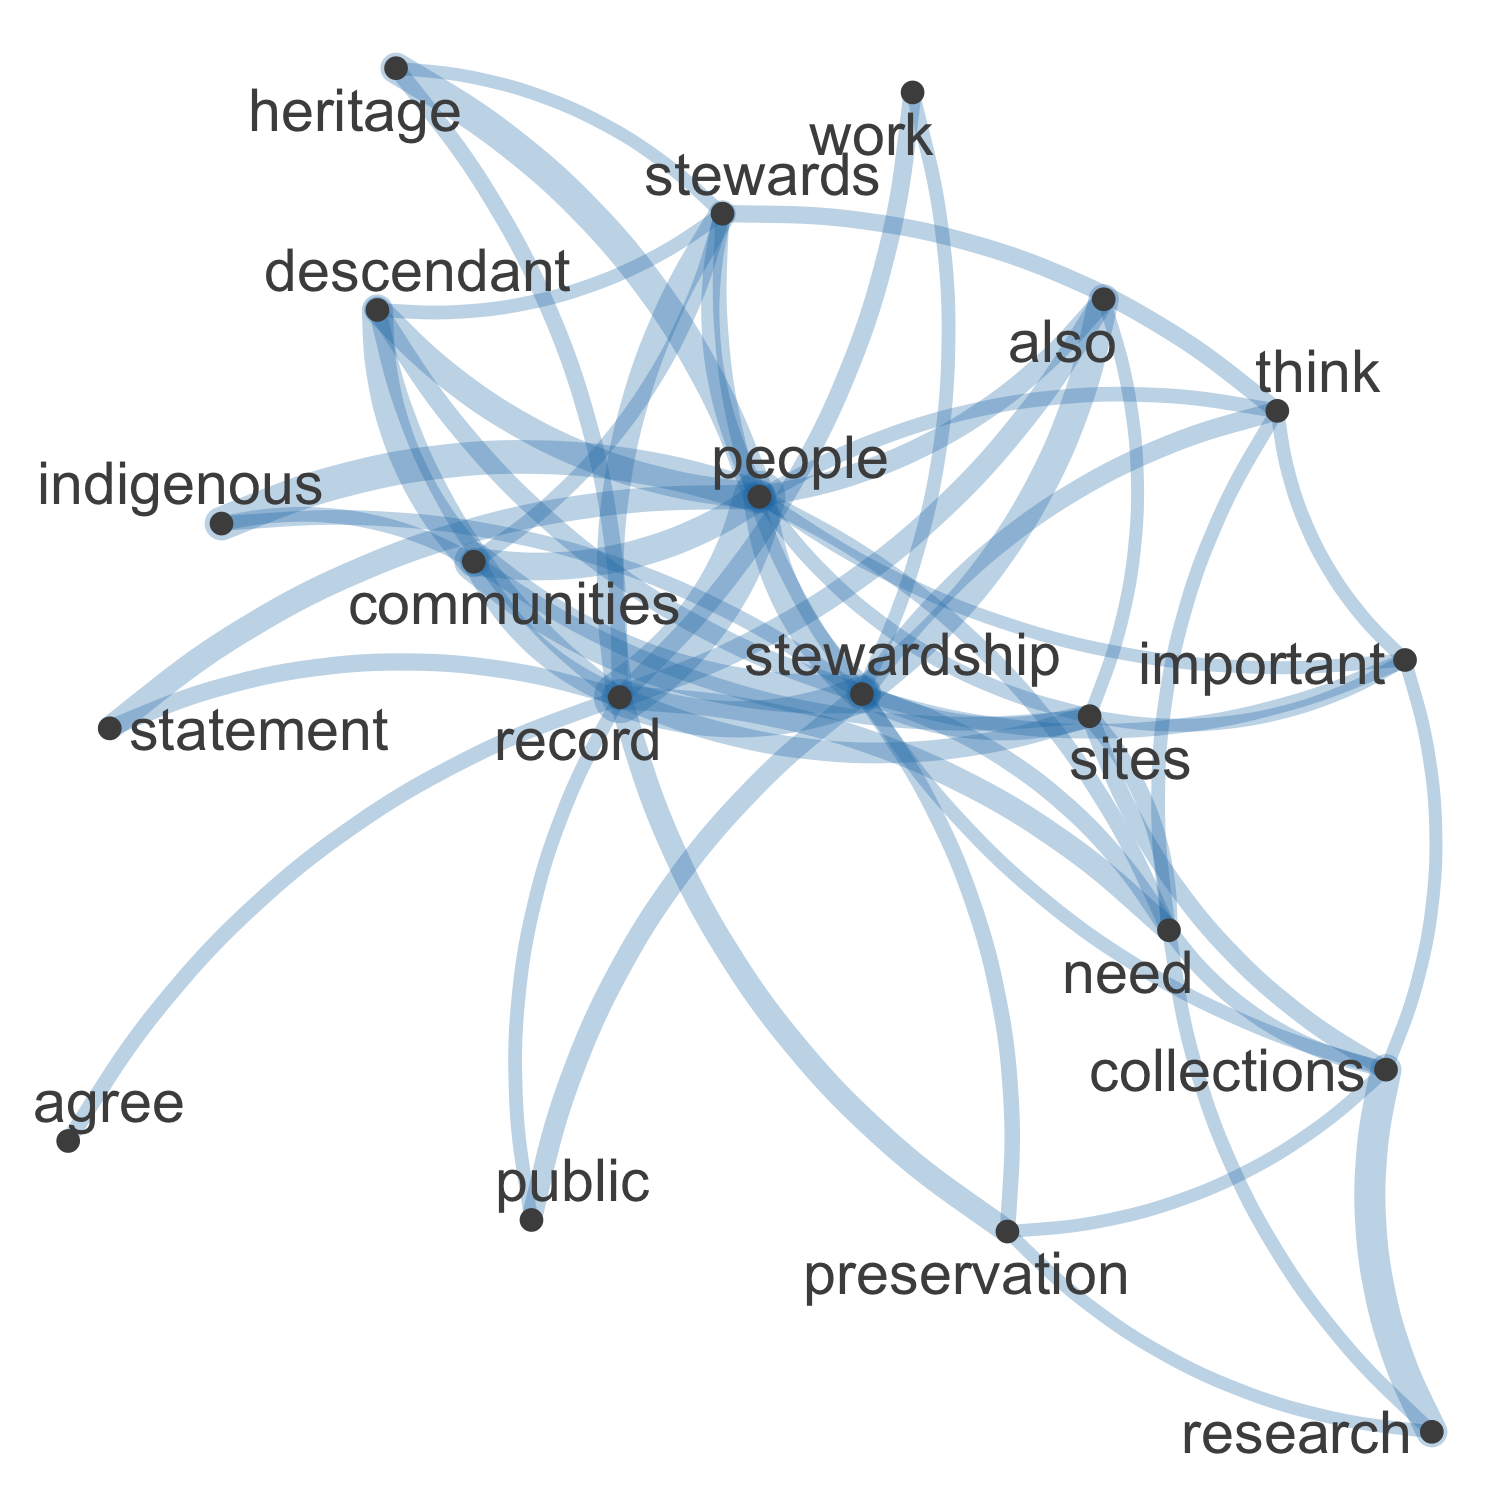 heritage
work
stewards
descendant
also
think
people
indigenous
communities
stewardship
important
statement
record
sites
need
collections
agree
public
preservation
research